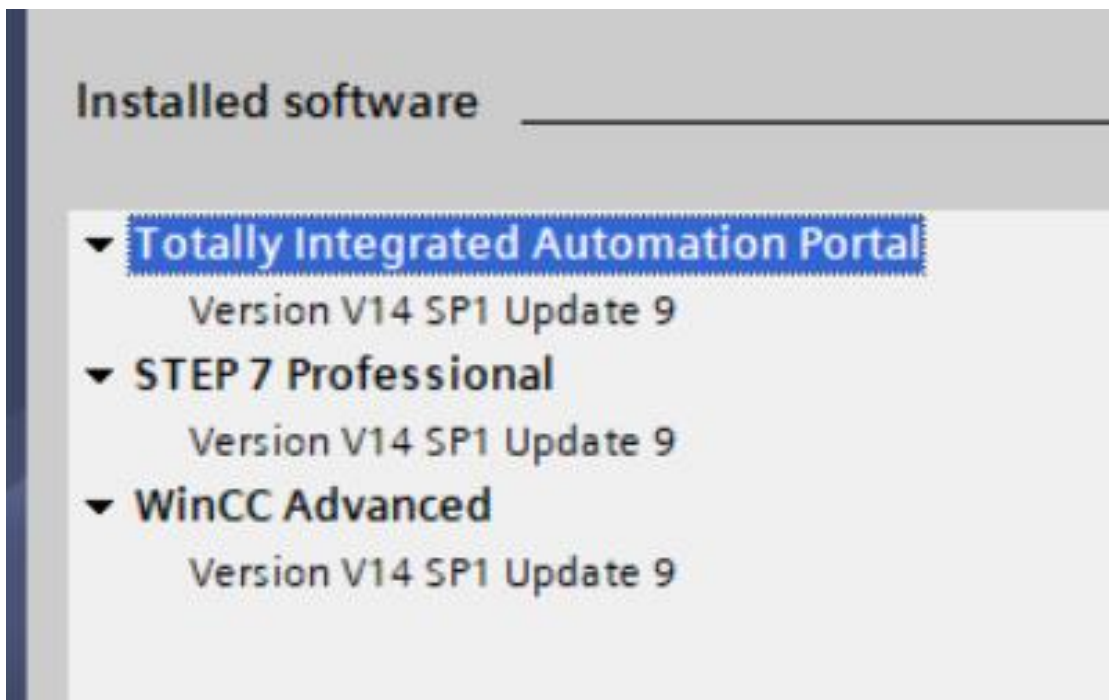 Installed software
Totally Integrated Automation Portal
Version V14 SP1 Update 9
STEP 7 Professional
Version V14 SP1 Update 9
WinCC Advanced
Version V14 SP1 Update 9